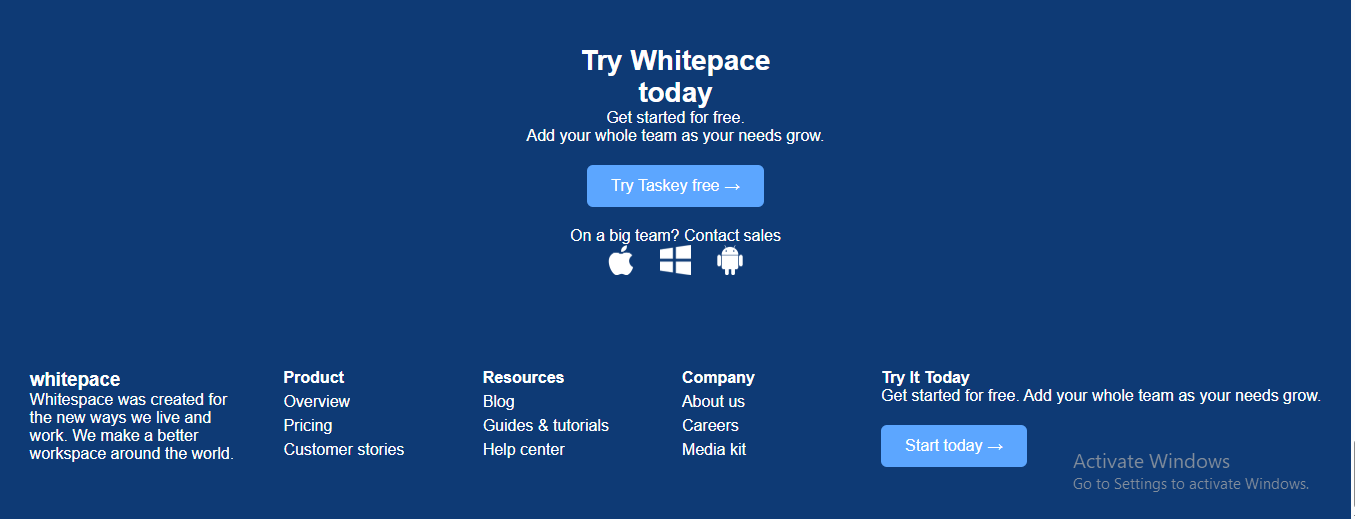 Try Whitepace
today
Get started for free.
Add your whole team as your needs grow.
Try Taskey free →
On a big team? Contact sales
whitepace
Whitespace was created for
the new ways we live and
work. We make a better
workspace around the world.
Product
Overview
Pricing
Customer stories
Resources
Blog
Guides & tutorials
Help center
Company
About us
Careers
Media kit
Try It Today
Get started for free. Add your whole team as your needs grow.
Start today →
Activate Windows
Go to Settings to activate Windows.